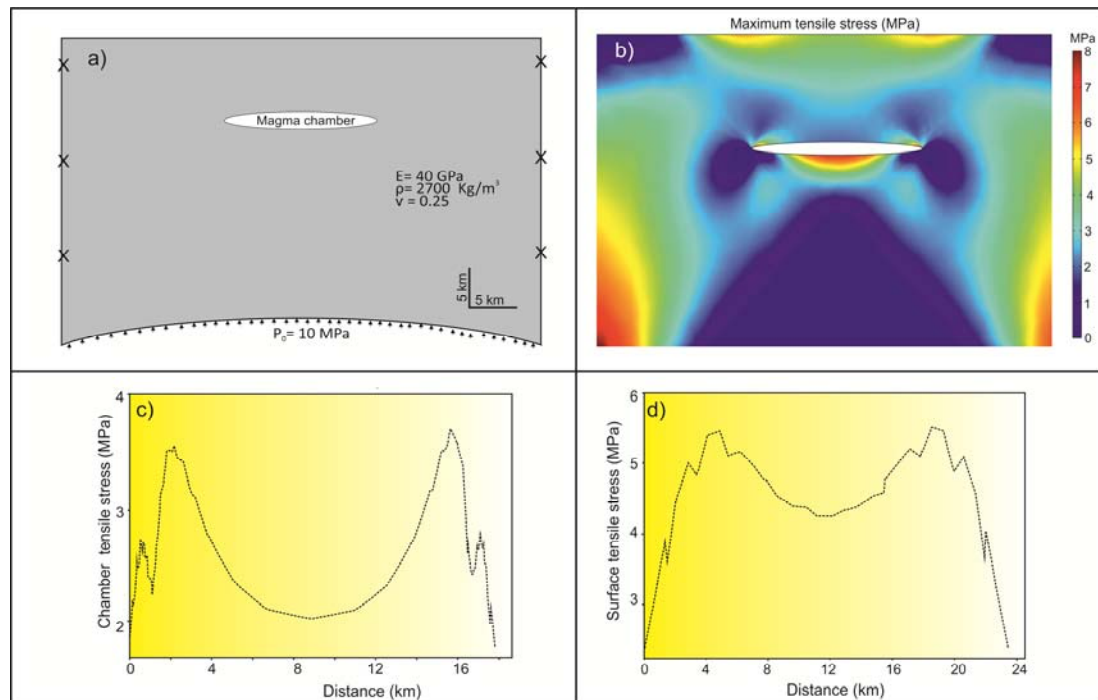 a)
Magma chamber
E= 40 GPa
ρ= 2700 Kg/m³
ν = 0.25
5 km
5 km
P₀= 10 MPa
Maximum tensile stress (MPa)
b)
MPa
8
7
6
5
4
3
2
1
0
c)
Chamber tensile stress (MPa)
4
3
2
0 4 8 12 16
Distance (km)
d)
Surface tensile stress (MPa)
6
5
4
3
0 4 8 12 16 20 24
Distance (km)